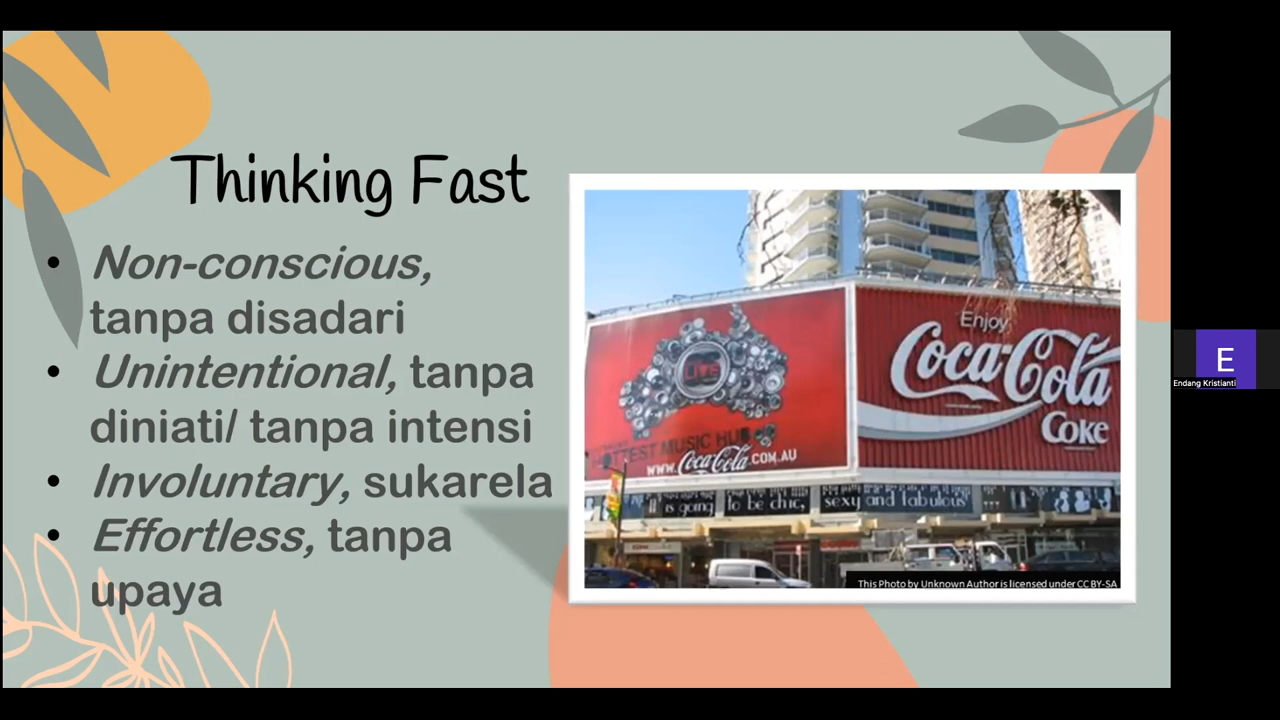 Thinking Fast
• Non-conscious,
tanpa disadari
• Unintentional, tanpa
diniati/ tanpa intensi
• Involuntary, sukarela
• Effortless, tanpa
upaya
LIVE
HOTTEST MUSIC HUB
www.Coca-Cola.com.au
Enjoy
Coca-Cola
Coke
it is going to be chic, sexy and fabulous
This Photo by Unknown Author is licensed under CC BY-SA
E
Endang Kristianti